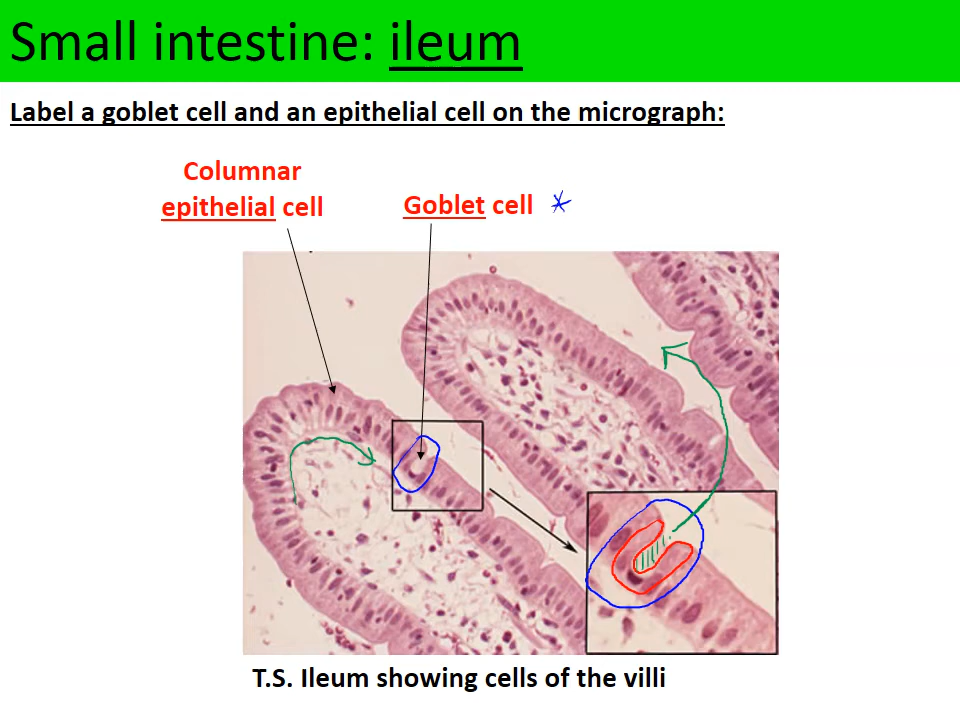 Small intestine: ileum
Label a goblet cell and an epithelial cell on the micrograph:
Columnar
epithelial cell
Goblet cell *
T.S. Ileum showing cells of the villi